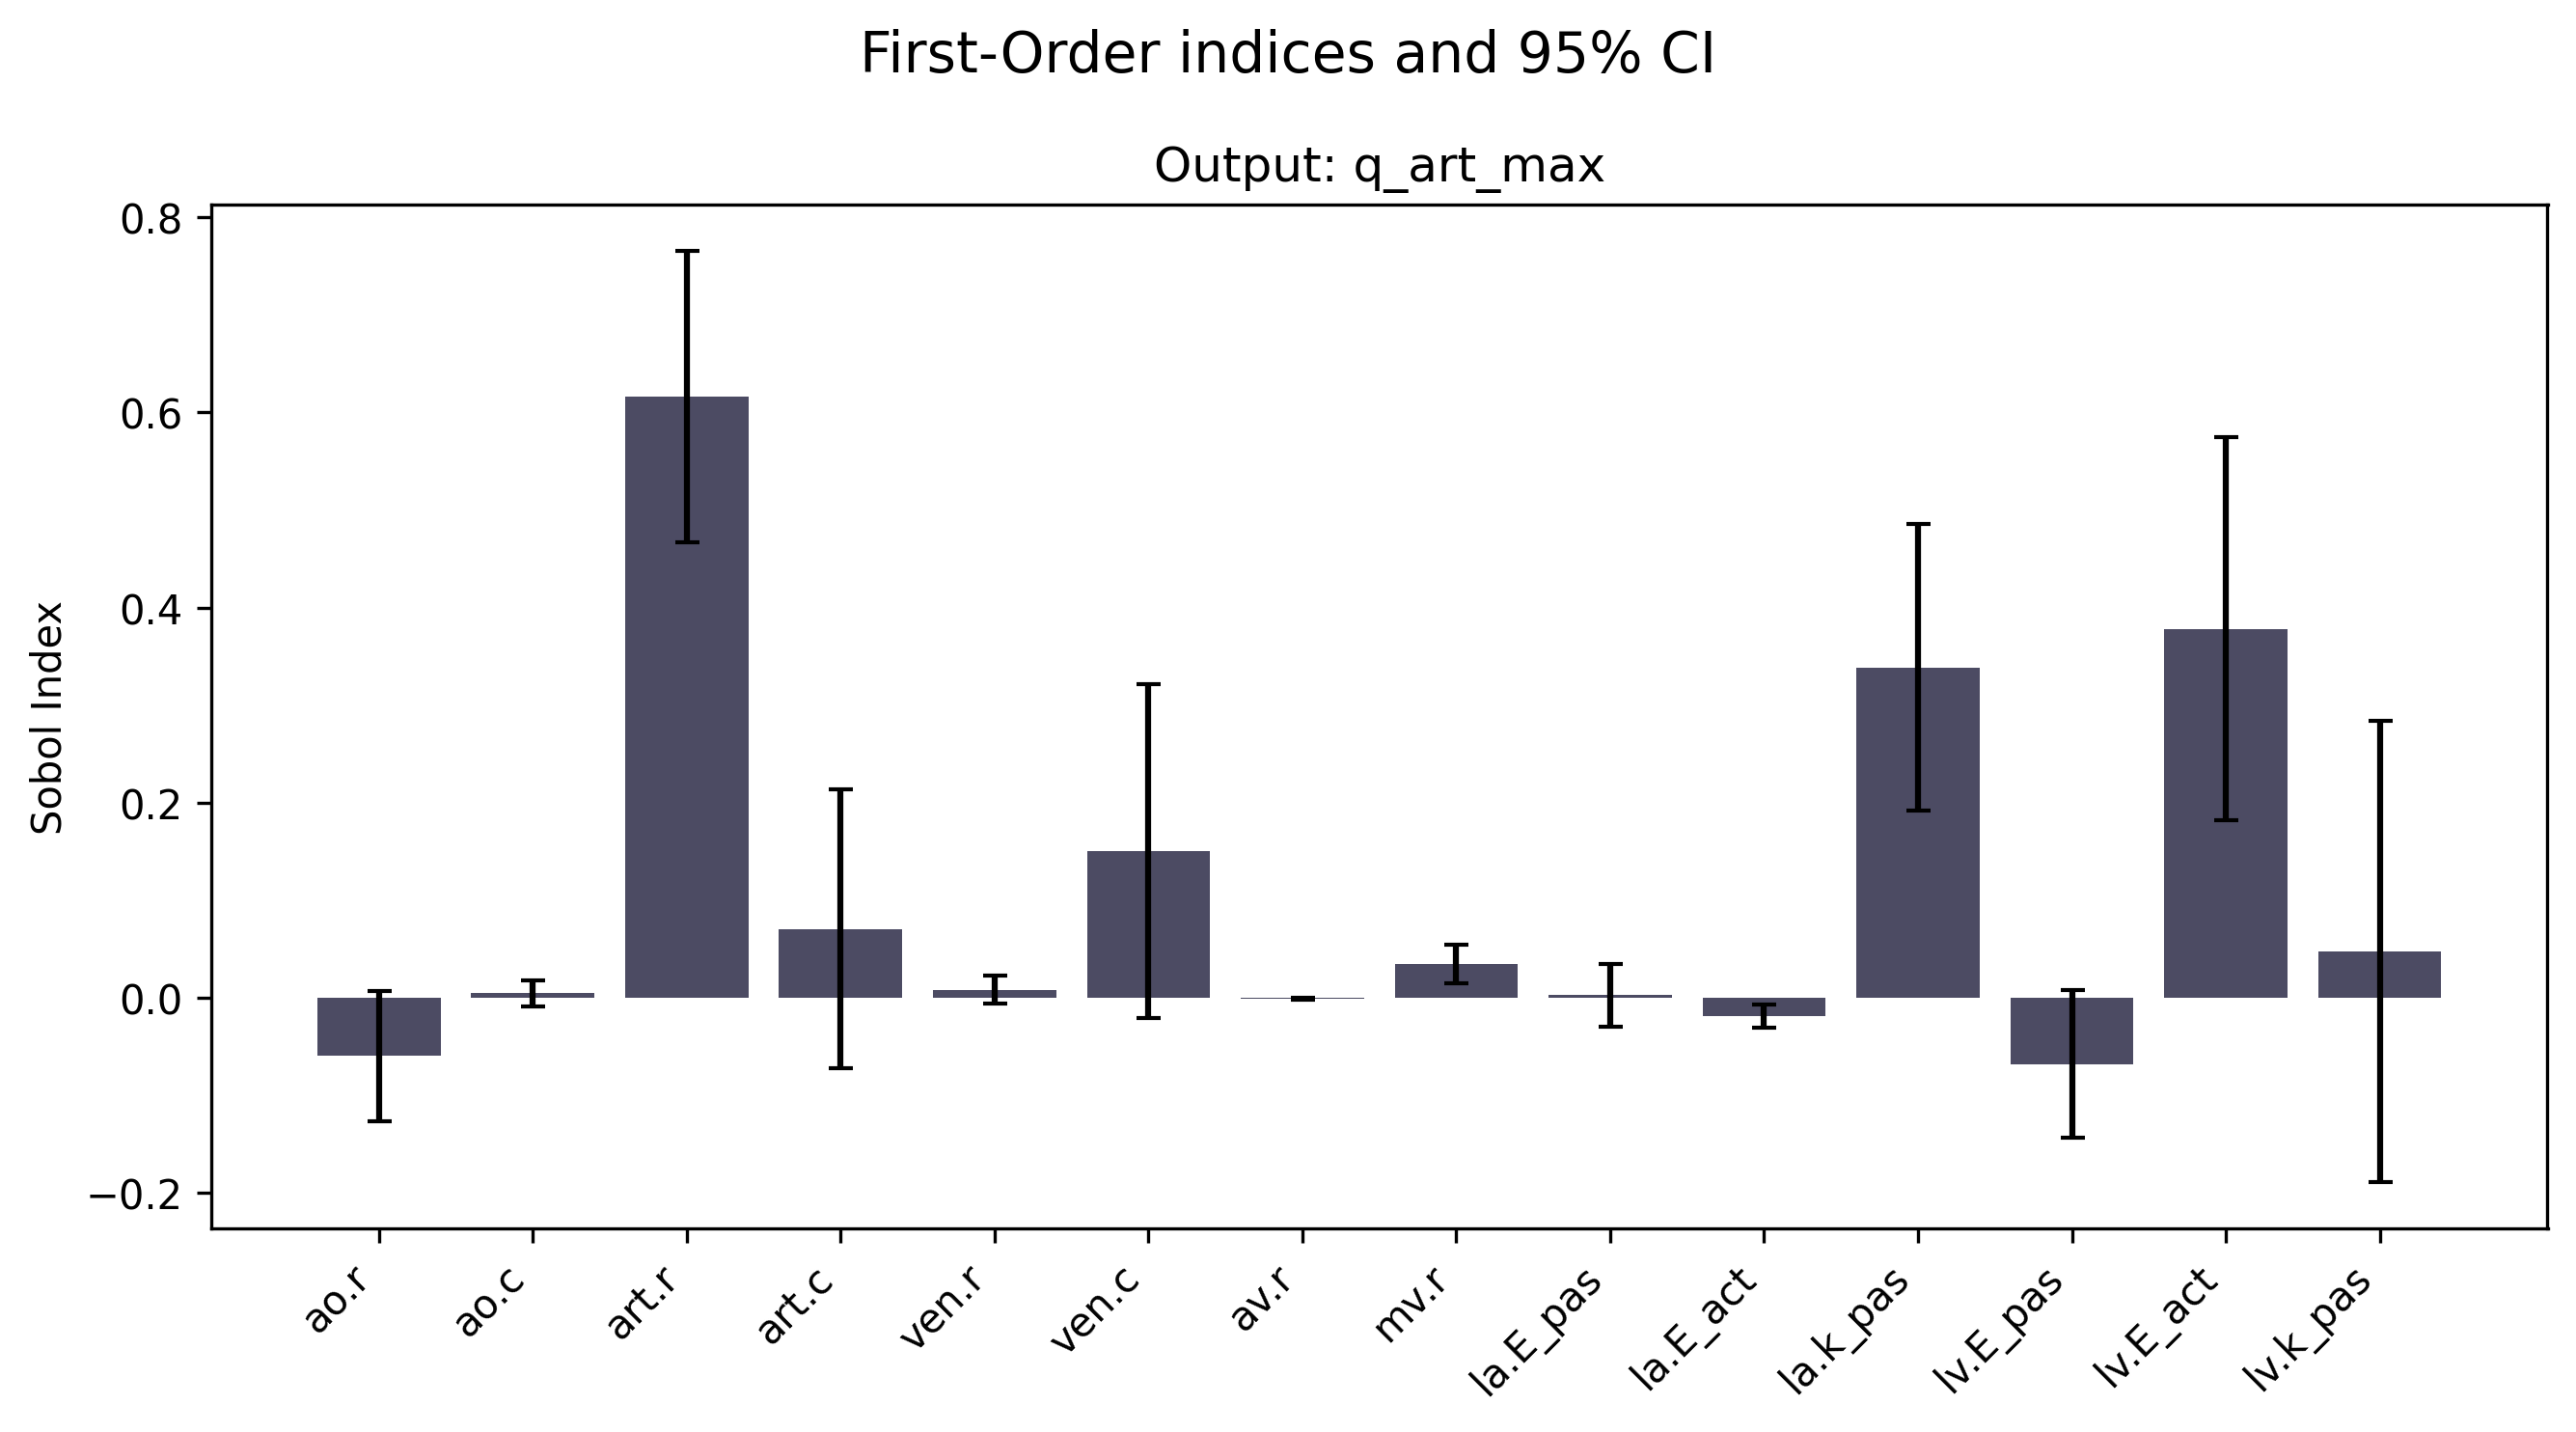 First-Order indices and 95% CI
Output: q_art_max
Sobol Index
0.8
0.6
0.4
0.2
0.0
−0.2
ao.r
ao.c
art.r
art.c
ven.r
ven.c
av.r
mv.r
la.E_pas
la.E_act
la.k_pas
lv.E_pas
lv.E_act
lv.k_pas